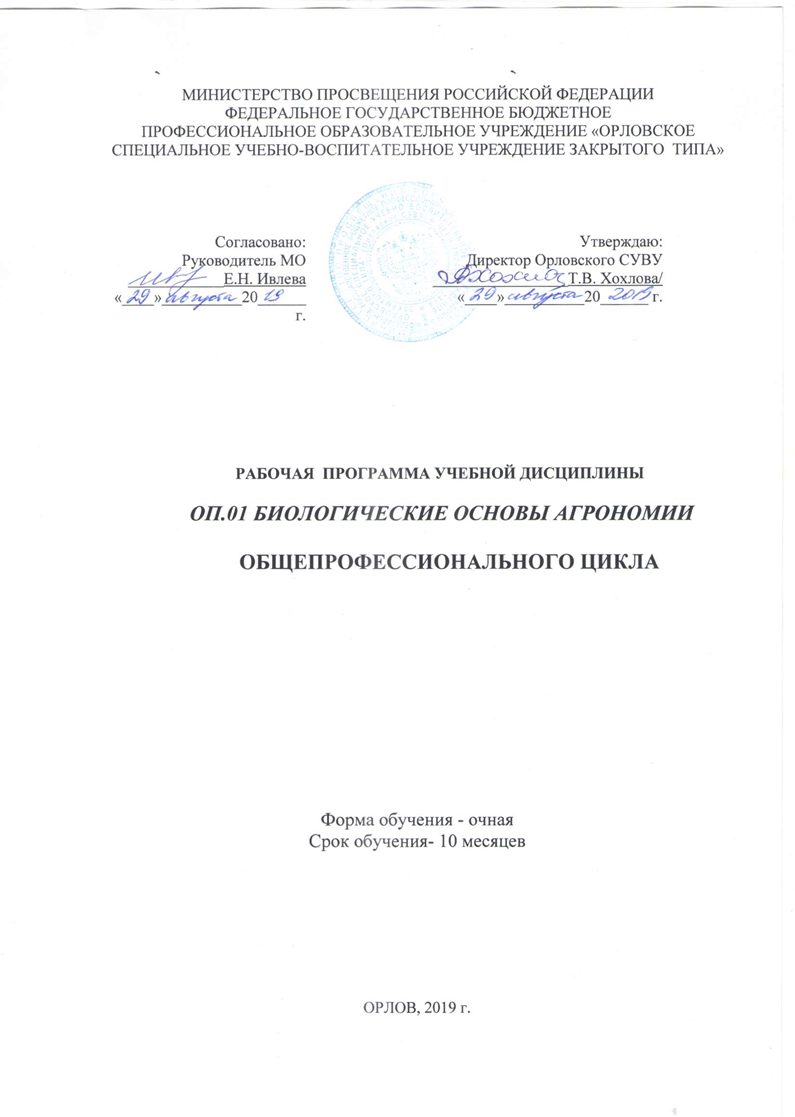 МИНИСТЕРСТВО ПРОСВЕЩЕНИЯ РОССИЙСКОЙ ФЕДЕРАЦИИ
ФЕДЕРАЛЬНОЕ ГОСУДАРСТВЕННОЕ БЮДЖЕТНОЕ
ПРОФЕССИОНАЛЬНОЕ ОБРАЗОВАТЕЛЬНОЕ УЧРЕЖДЕНИЕ «ОРЛОВСКОЕ
СПЕЦИАЛЬНОЕ УЧЕБНО-ВОСПИТАТЕЛЬНОЕ УЧРЕЖДЕНИЕ ЗАКРЫТОГО ТИПА»
Согласовано:
Руководитель МО
Е.Н. Ивлева
«29» августа 2019
г.
Утверждаю:
Директор Орловского СУВУ
Т.В. Хохлова/
«29» августа 20 2019 г.
РАБОЧАЯ ПРОГРАММА УЧЕБНОЙ ДИСЦИПЛИНЫ
ОП.01 БИОЛОГИЧЕСКИЕ ОСНОВЫ АГРОНОМИИ
ОБЩЕПРОФЕССИОНАЛЬНОГО ЦИКЛА
Форма обучения - очная
Срок обучения- 10 месяцев
ОРЛОВ, 2019 г.